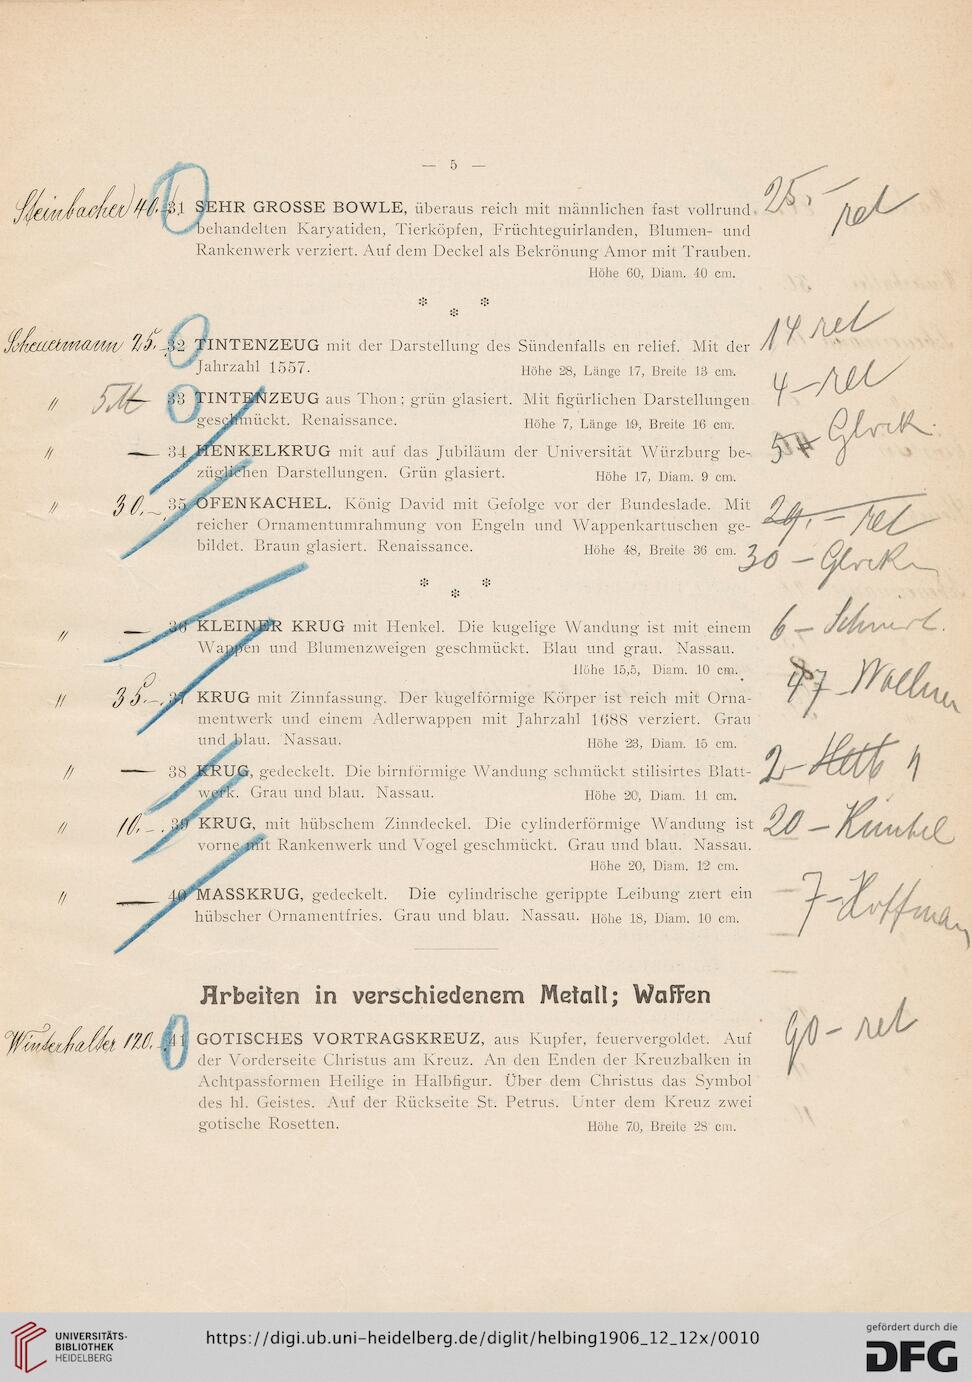 — 5 —
Steinbacher 40.- 31 SEHR GROSSE BOWLE, überaus reich mit männlichen fast vollrund 25.- ret
behandelten Karyatiden, Tierköpfen, Früchteguirlanden, Blumen- und
Rankenwerk verziert. Auf dem Deckel als Bekrönung Amor mit Trauben.
Höhe 60, Diam. 40 cm.
* * *
Scheuermann 25.- 32 TINTENZEUG mit der Darstellung des Sündenfalls en relief. Mit der 14 ret
Jahrzahl 1557. Höhe 28, Länge 17, Breite 13 cm.
" 5 M 33 TINTENZEUG aus Thon; grün glasiert. Mit figürlichen Darstellungen 4 – ret
geschmückt. Renaissance. Höhe 7, Länge 19, Breite 16 cm.
" — 34 HENKELKRUG mit auf das Jubiläum der Universität Würzburg be- Glock
züglichen Darstellungen. Grün glasiert. Höhe 17, Diam. 9 cm.
" 30.-. 35 OFENKACHEL. König David mit Gefolge vor der Bundeslade. Mit 29.– ret
reicher Ornamentumrahmung von Engeln und Wappenkartuschen ge-
bildet. Braun glasiert. Renaissance. Höhe 48, Breite 36 cm. 30 –
* * *
" — 36 KLEINER KRUG mit Henkel. Die kugelige Wandung ist mit einem 6 –
Wappen und Blumenzweigen geschmückt. Blau und grau. Nassau.
Höhe 15,5, Diam. 10 cm.
" 35.-. 37 KRUG mit Zinnfassung. Der kugelförmige Körper ist reich mit Orna- 47
mentwerk und einem Adlerwappen mit Jahrzahl 1688 verziert. Grau
und blau. Nassau. Höhe 23, Diam. 15 cm.
" — 38 KRUG, gedeckelt. Die birnförmige Wandung schmückt stilisirtes Blatt- 2 –
werk. Grau und blau. Nassau. Höhe 20, Diam. 11 cm.
" 10.-. 39 KRUG, mit hübschem Zinndeckel. Die cylinderförmige Wandung ist 20 –
vorne mit Rankenwerk und Vogel geschmückt. Grau und blau. Nassau.
Höhe 20, Diam. 12 cm.
" — 40 MASSKRUG, gedeckelt. Die cylindrische gerippte Leibung ziert ein 7 – Hoffman
hübscher Ornamentfries. Grau und blau. Nassau. Höhe 18, Diam. 10 cm.
Arbeiten in verschiedenem Metall; Waffen
Winterhalter 120.- 41 GOTISCHES VORTRAGSKREUZ, aus Kupfer, feuervergoldet. Auf 90 – ret
der Vorderseite Christus am Kreuz. An den Enden der Kreuzbalken in
Achtpassformen Heilige in Halbfigur. Über dem Christus das Symbol
des hl. Geistes. Auf der Rückseite St. Petrus. Unter dem Kreuz zwei
gotische Rosetten. Höhe 70, Breite 28 cm.
UNIVERSITÄTS-
BIBLIOTHEK
HEIDELBERG
https://digi.ub.uni-heidelberg.de/diglit/helbing1906_12_12x/0010
gefördert durch die
DFG